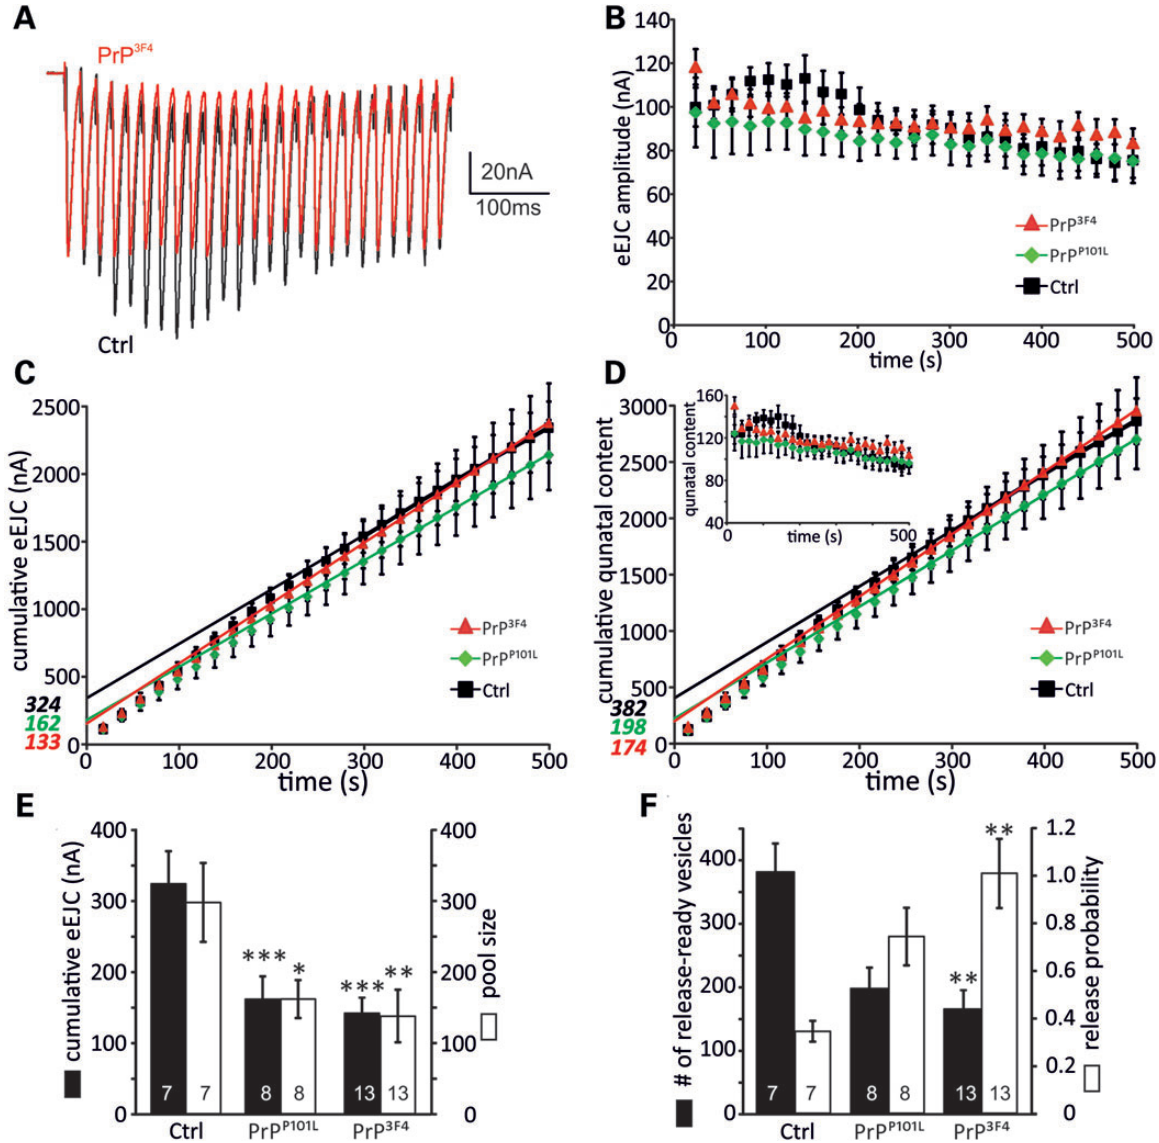 A
PrP3F4
20nA
100ms
Ctrl
B
eEJC amplitude (nA)
140
120
100
80
60
40
20
0
0 100 200 300 400 500
time (s)
PrP3F4
PrPP101L
Ctrl
C
cumulative eEJC (nA)
2500
2000
1500
1000
500
0
324
162
133
0 100 200 300 400 500
time (s)
PrP3F4
PrPP101L
Ctrl
D
cumulative qunatal content
3000
2500
2000
1500
1000
500
0
382
198
174
0 100 200 300 400 500
time (s)
qunatal content
160
120
80
40
0 time (s) 500
PrP3F4
PrPP101L
Ctrl
E
cumulative eEJC (nA)
400
300
200
100
0
*** * *** **
7 7 8 8 13 13
Ctrl PrPP101L PrP3F4
400
300
200
100
0
pool size
F
# of release-ready vesicles
400
300
200
100
0
** **
7 7 8 8 13 13
Ctrl PrPP101L PrP3F4
1.2
1.0
0.8
0.6
0.4
0.2
0
release probability